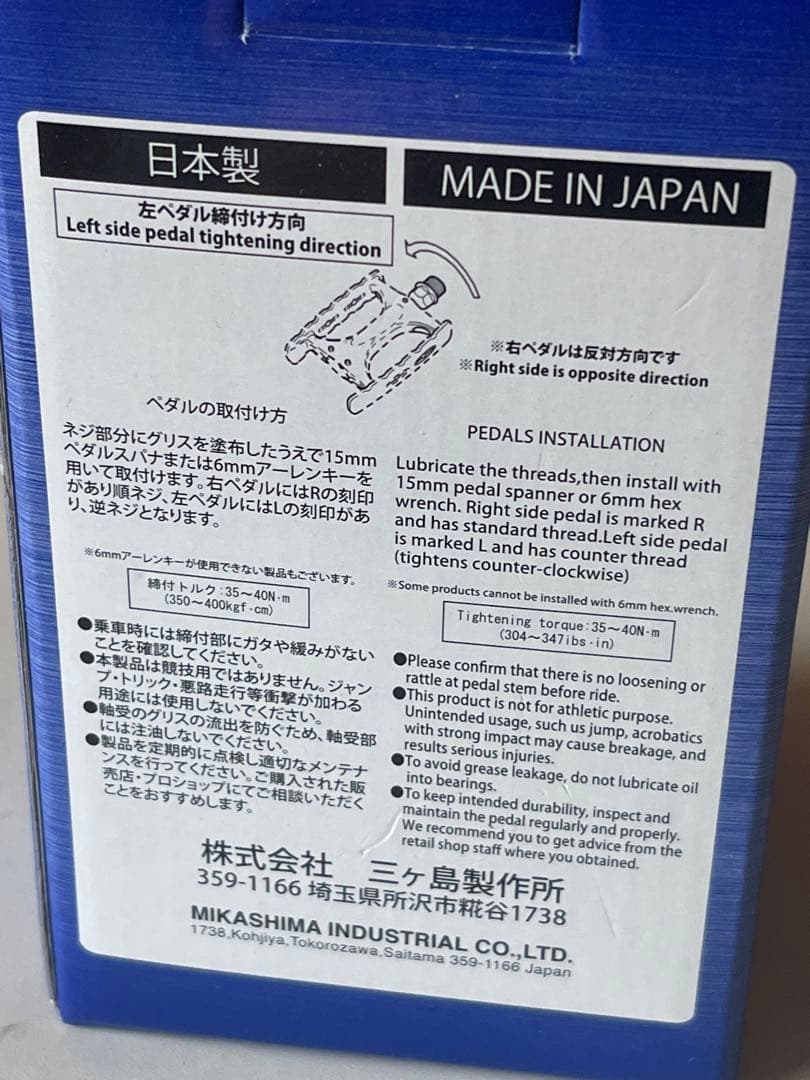 日本製
MADE IN JAPAN
左ペダル締付け方向
Left side pedal tightening direction
※右ペダルは反対方向です
※Right side is opposite direction
ペダルの取付け方
ネジ部分にグリスを塗布したうえで15mm
ペダルスパナまたは6mmアーレンキーを
用いて取付けます。右ペダルにはRの刻印
があり順ネジ、左ペダルにはLの刻印があ
り、逆ネジとなります。
※6mmアーレンキーが使用できない製品もございます。
締付トルク:35〜40N·m
(350〜400kgf·cm)
●乗車時には締付部にガタや緩みがない
ことを確認してください。
●本製品は競技用ではありません。ジャン
プ・トリック・悪路走行等衝撃が加わる
用途には使用しないでください。
●軸受のグリスの流出を防ぐため、軸受部
には注油しないでください。
●製品を定期的に点検し適切なメンテナ
ンスを行ってください。ご購入された販
売店・プロショップにてご相談いただく
ことをおすすめします。
PEDALS INSTALLATION
Lubricate the threads,then install with
15mm pedal spanner or 6mm hex
wrench. Right side pedal is marked R
and has standard thread.Left side pedal
is marked L and has counter thread
(tightens counter-clockwise)
※Some products cannot be installed with 6mm hex.wrench.
Tightening torque:35〜40N·m
(304〜347ibs·in)
●Please confirm that there is no loosening or
rattle at pedal stem before ride.
●This product is not for athletic purpose.
Unintended usage, such us jump, acrobatics
with strong impact may cause breakage, and
results serious injuries.
●To avoid grease leakage, do not lubricate oil
into bearings.
●To keep intended durability, inspect and
maintain the pedal regularly and properly.
We recommend you to get advice from the
retail shop staff where you obtained.
株式会社 三ヶ島製作所
359-1166 埼玉県所沢市糀谷1738
MIKASHIMA INDUSTRIAL CO.,LTD.
1738,Kohjiya,Tokorozawa,Saitama 359-1166 Japan